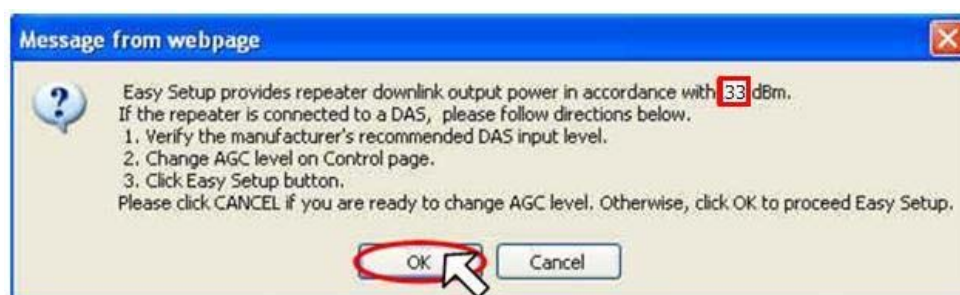 Message from webpage
Easy Setup provides repeater downlink output power in accordance with 33 dBm.
If the repeater is connected to a DAS, please follow directions below.
1. Verify the manufacturer's recommended DAS input level.
2. Change AGC level on Control page.
3. Click Easy Setup button.
Please click CANCEL if you are ready to change AGC level. Otherwise, click OK to proceed Easy Setup.
OK Cancel